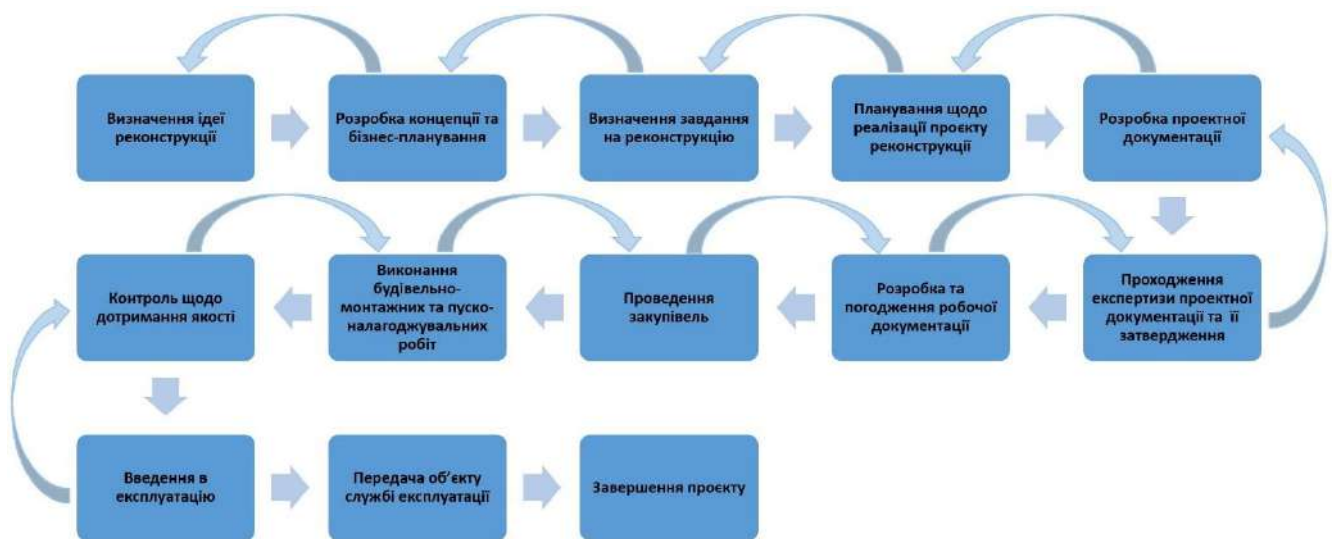 Визначення ідеї
реконструкції
Розробка концепції та
бізнес-планування
Визначення завдання
на реконструкцію
Планування щодо
реалізації проєкту
реконструкції
Розробка проектної
документації
Контроль щодо
дотримання якості
Виконання
будівельно-
монтажних та пуско-
налагоджувальних
робіт
Проведення
закупівель
Розробка та
погодження робочої
документації
Проходження
експертизи проектної
документації та її
затвердження
Введення в
експлуатацію
Передача об’єкту
службі експлуатації
Завершення проєкту